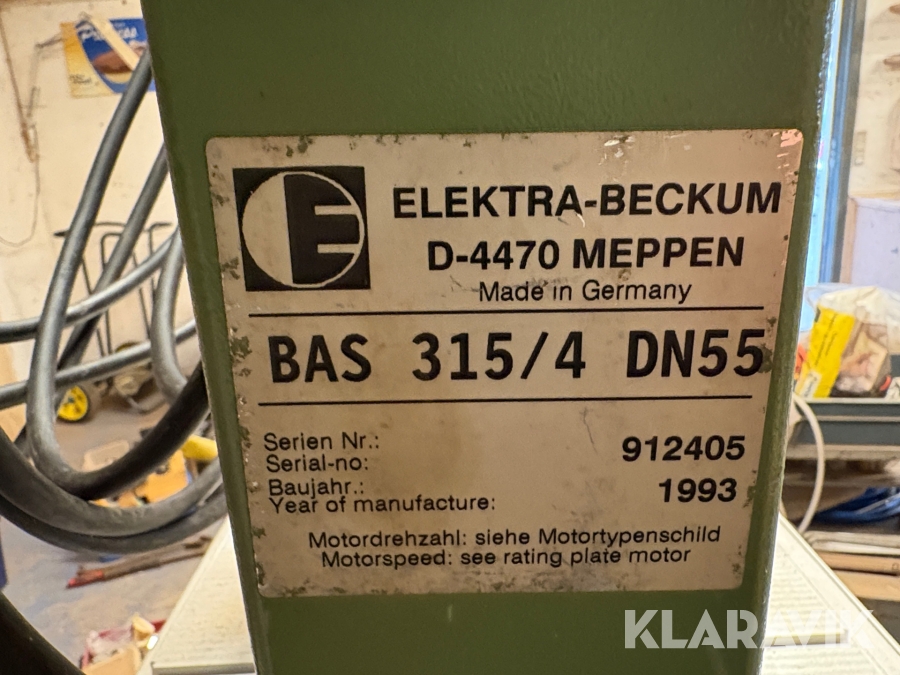 E
ELEKTRA-BECKUM
D-4470 MEPPEN
Made in Germany
BAS 315/4 DN55
Serien Nr.:
Serial-no: 912405
Baujahr.:
Year of manufacture: 1993
Motordrehzahl: siehe Motortypenschild
Motorspeed: see rating plate motor
KLARAVIK